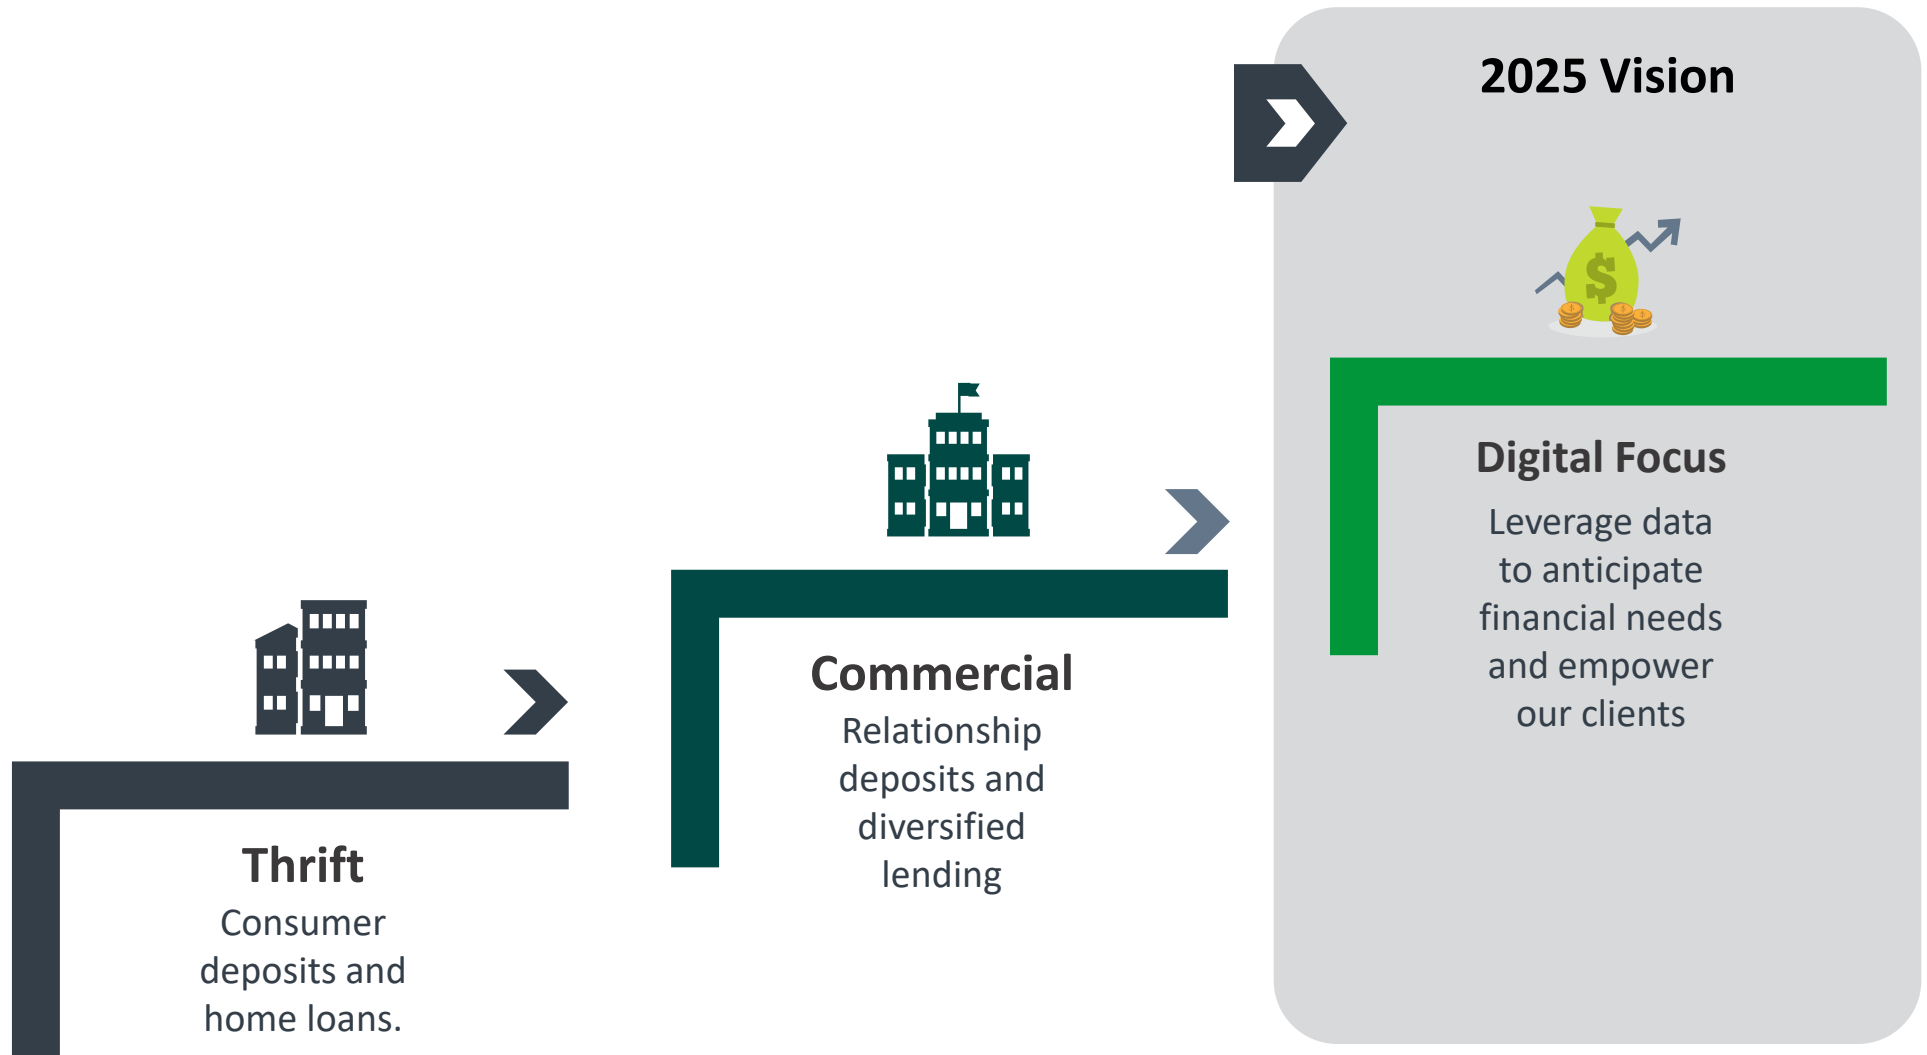 2025 Vision
Thrift
Consumer
deposits and
home loans.
Commercial
Relationship
deposits and
diversified
lending
$
Digital Focus
Leverage data
to anticipate
financial needs
and empower
our clients